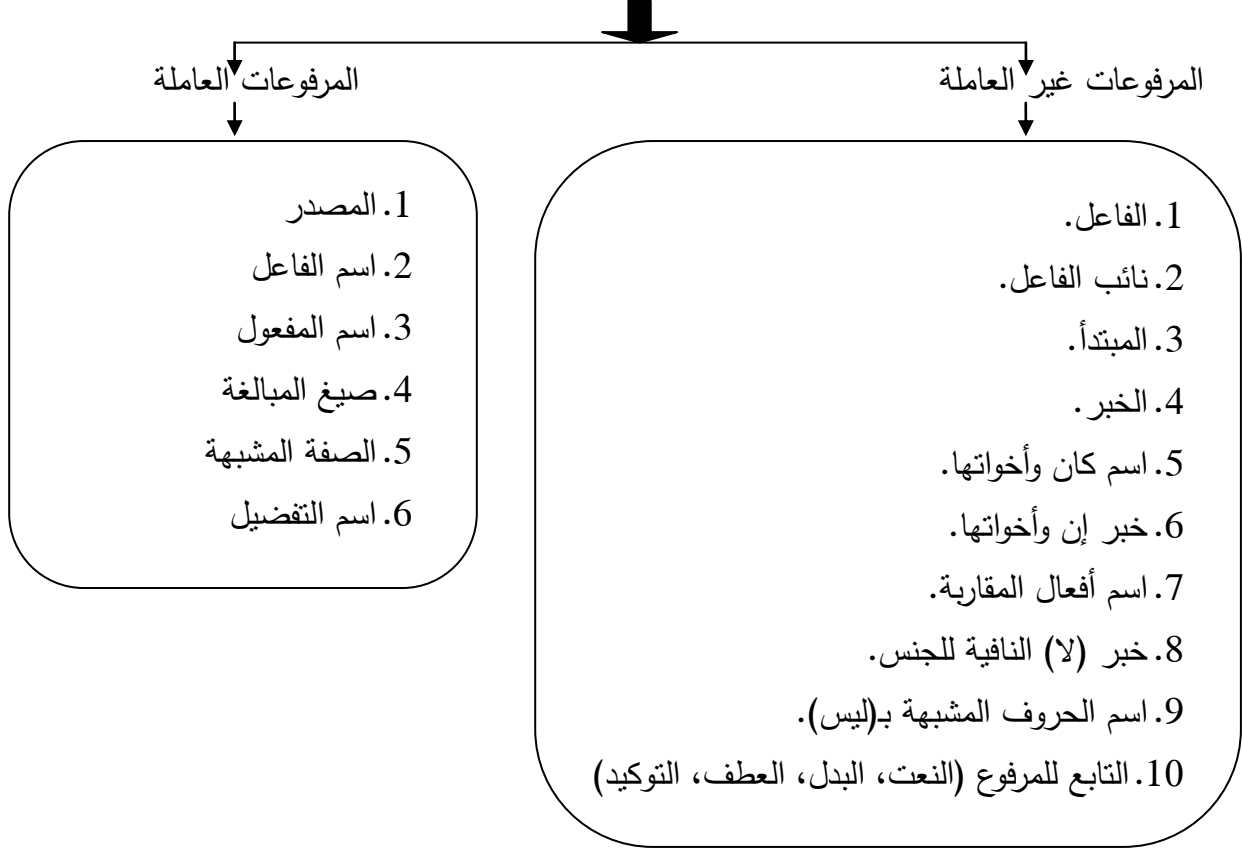 المرفوعات غير العاملة
1. الفاعل.
2. نائب الفاعل.
3. المبتدأ.
4. الخبر.
5. اسم كان وأخواتها.
6. خبر إن وأخواتها.
7. اسم أفعال المقاربة.
8. خبر (لا) النافية للجنس.
9. اسم الحروف المشبهة بـ(ليس).
10. التابع للمرفوع (النعت، البدل، العطف، التوكيد)
المرفوعات العاملة
1. المصدر
2. اسم الفاعل
3. اسم المفعول
4. صيغ المبالغة
5. الصفة المشبهة
6. اسم التفضيل